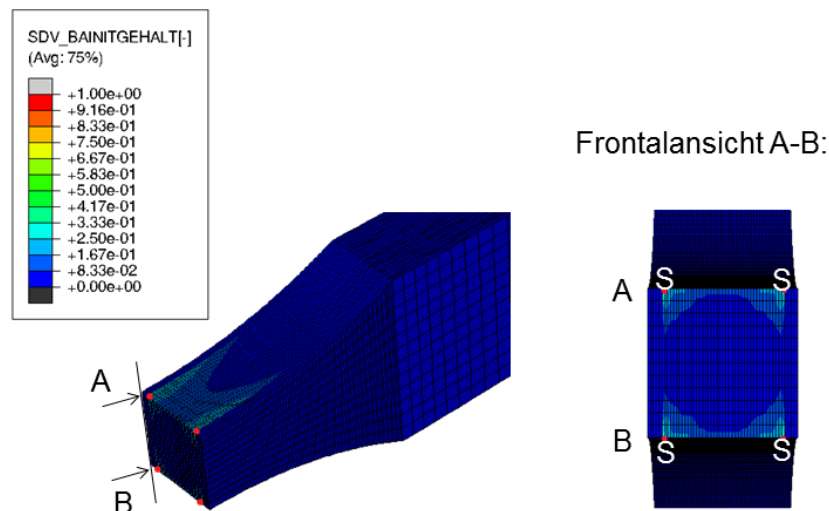 SDV_BAINITGEHALT[-]
(Avg: 75%)
+1.00e+00
+9.16e-01
+8.33e-01
+7.50e-01
+6.67e-01
+5.83e-01
+5.00e-01
+4.17e-01
+3.33e-01
+2.50e-01
+1.67e-01
+8.33e-02
+0.00e+00
Frontalansicht A-B:
A
B
A
B
S S
S S